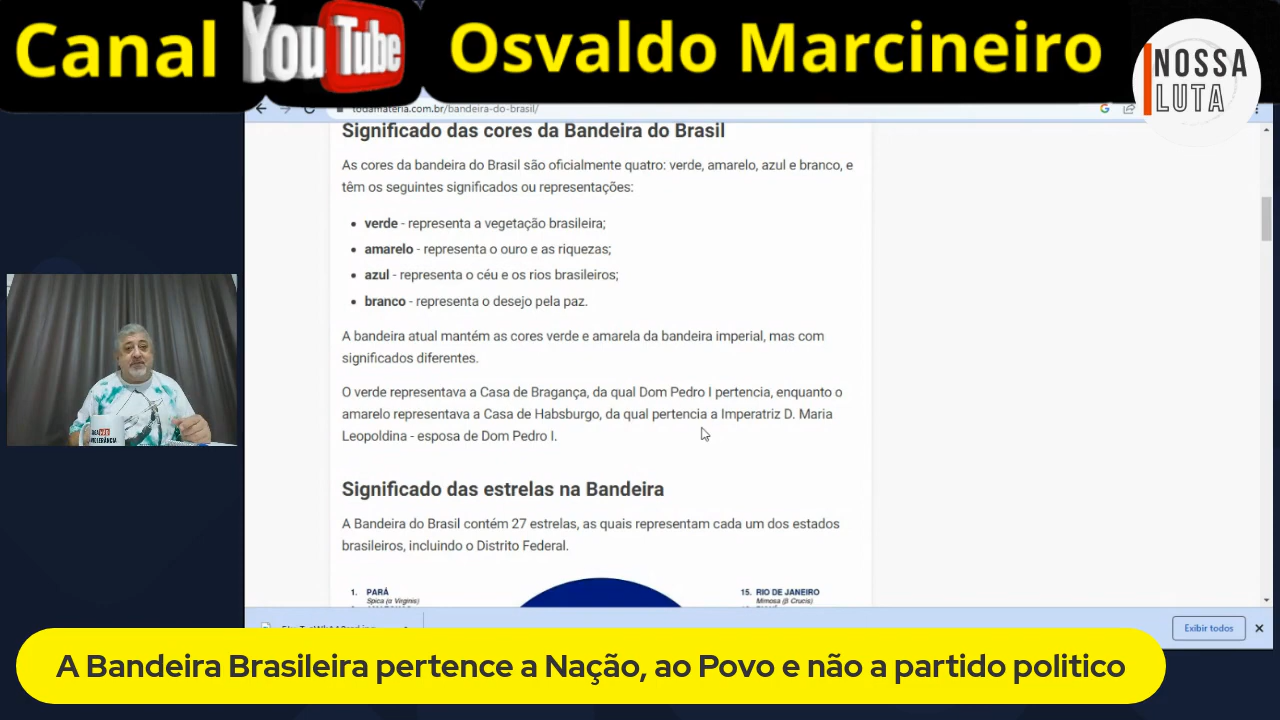 Canal YouTube Osvaldo Marcineiro
NOSSA
LUTA
todamateria.com.br/bandeira-do-brasil/
Significado das cores da Bandeira do Brasil
As cores da bandeira do Brasil são oficialmente quatro: verde, amarelo, azul e branco, e
têm os seguintes significados ou representações:
• verde - representa a vegetação brasileira;
• amarelo - representa o ouro e as riquezas;
• azul - representa o céu e os rios brasileiros;
• branco - representa o desejo pela paz.
A bandeira atual mantém as cores verde e amarela da bandeira imperial, mas com
significados diferentes.
O verde representava a Casa de Bragança, da qual Dom Pedro I pertencia, enquanto o
amarelo representava a Casa de Habsburgo, da qual pertencia a Imperatriz D. Maria
Leopoldina - esposa de Dom Pedro I.
Significado das estrelas na Bandeira
A Bandeira do Brasil contém 27 estrelas, as quais representam cada um dos estados
brasileiros, incluindo o Distrito Federal.
1. PARÁ
Spica (α Virginis)
15. RIO DE JANEIRO
Mimosa (β Crucis)
TOLERÂNCIA
Exibir todos
A Bandeira Brasileira pertence a Nação, ao Povo e não a partido politico